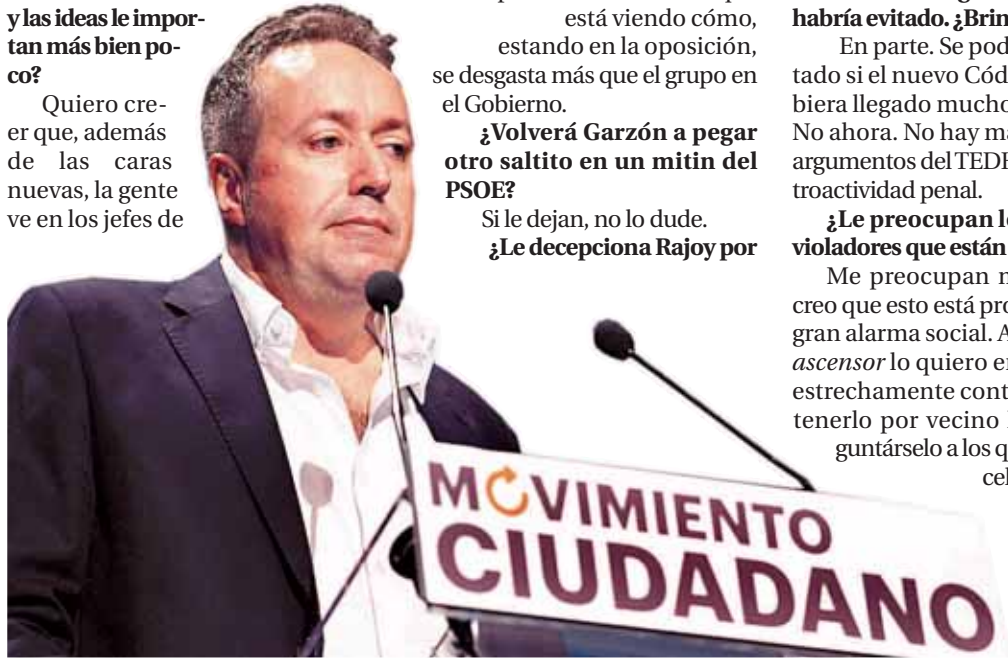 y las ideas le impor-
tan más bien po-
co?
Quiero cre-
er que, además
de las caras
nuevas, la gente
ve en los jefes de
está viendo cómo,
estando en la oposición,
se desgasta más que el grupo en
el Gobierno.
¿Volverá Garzón a pegar
otro saltito en un mitin del
PSOE?
Si le dejan, no lo dude.
¿Le decepciona Rajoy por
habría evitado. ¿Brin
En parte. Se pod
tado si el nuevo Cód
biera llegado mucho
No ahora. No hay m
argumentos del TEDH
troactividad penal.
¿Le preocupan l
violadores que están
Me preocupan m
creo que esto está pro
gran alarma social. A
ascensor lo quiero e
estrechamente cont
tenerlo por vecino
guntárselo a los q
cel
MOVIMIENTO
CIUDADANO